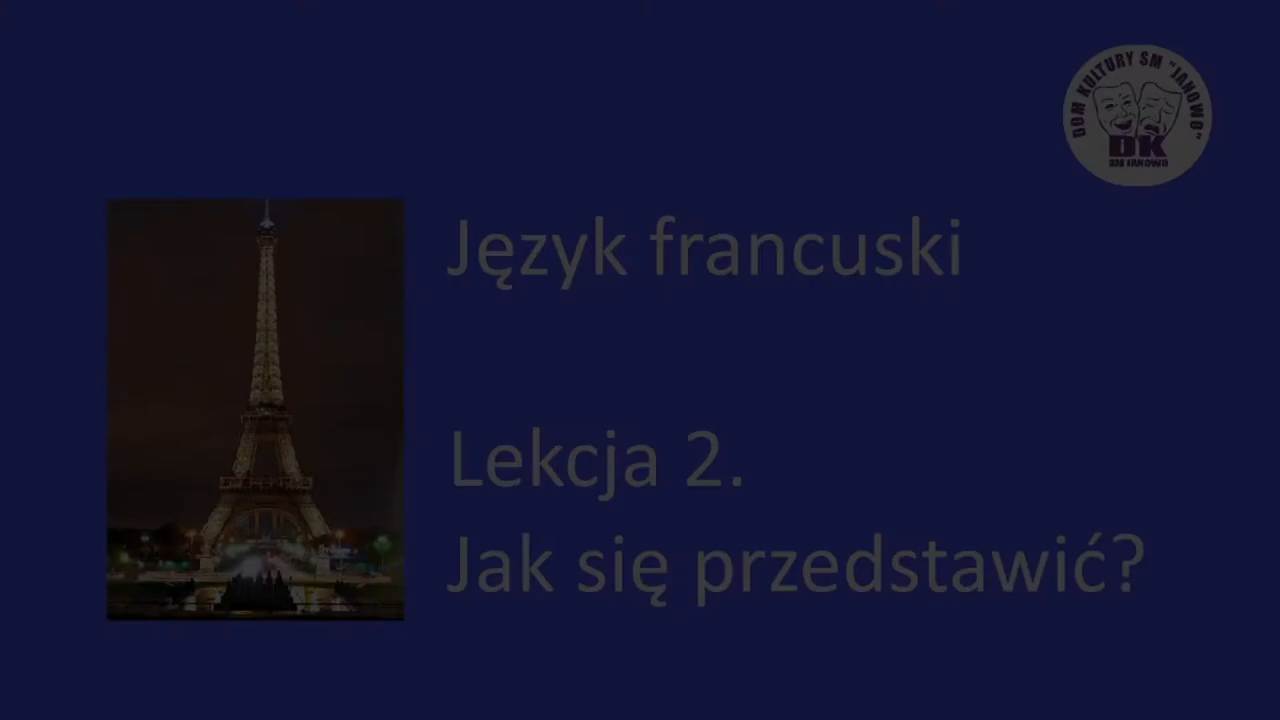 DOM KULTURY SM "JANOWO"
DK
SM JANOWO
Język francuski
Lekcja 2.
Jak się przedstawić?